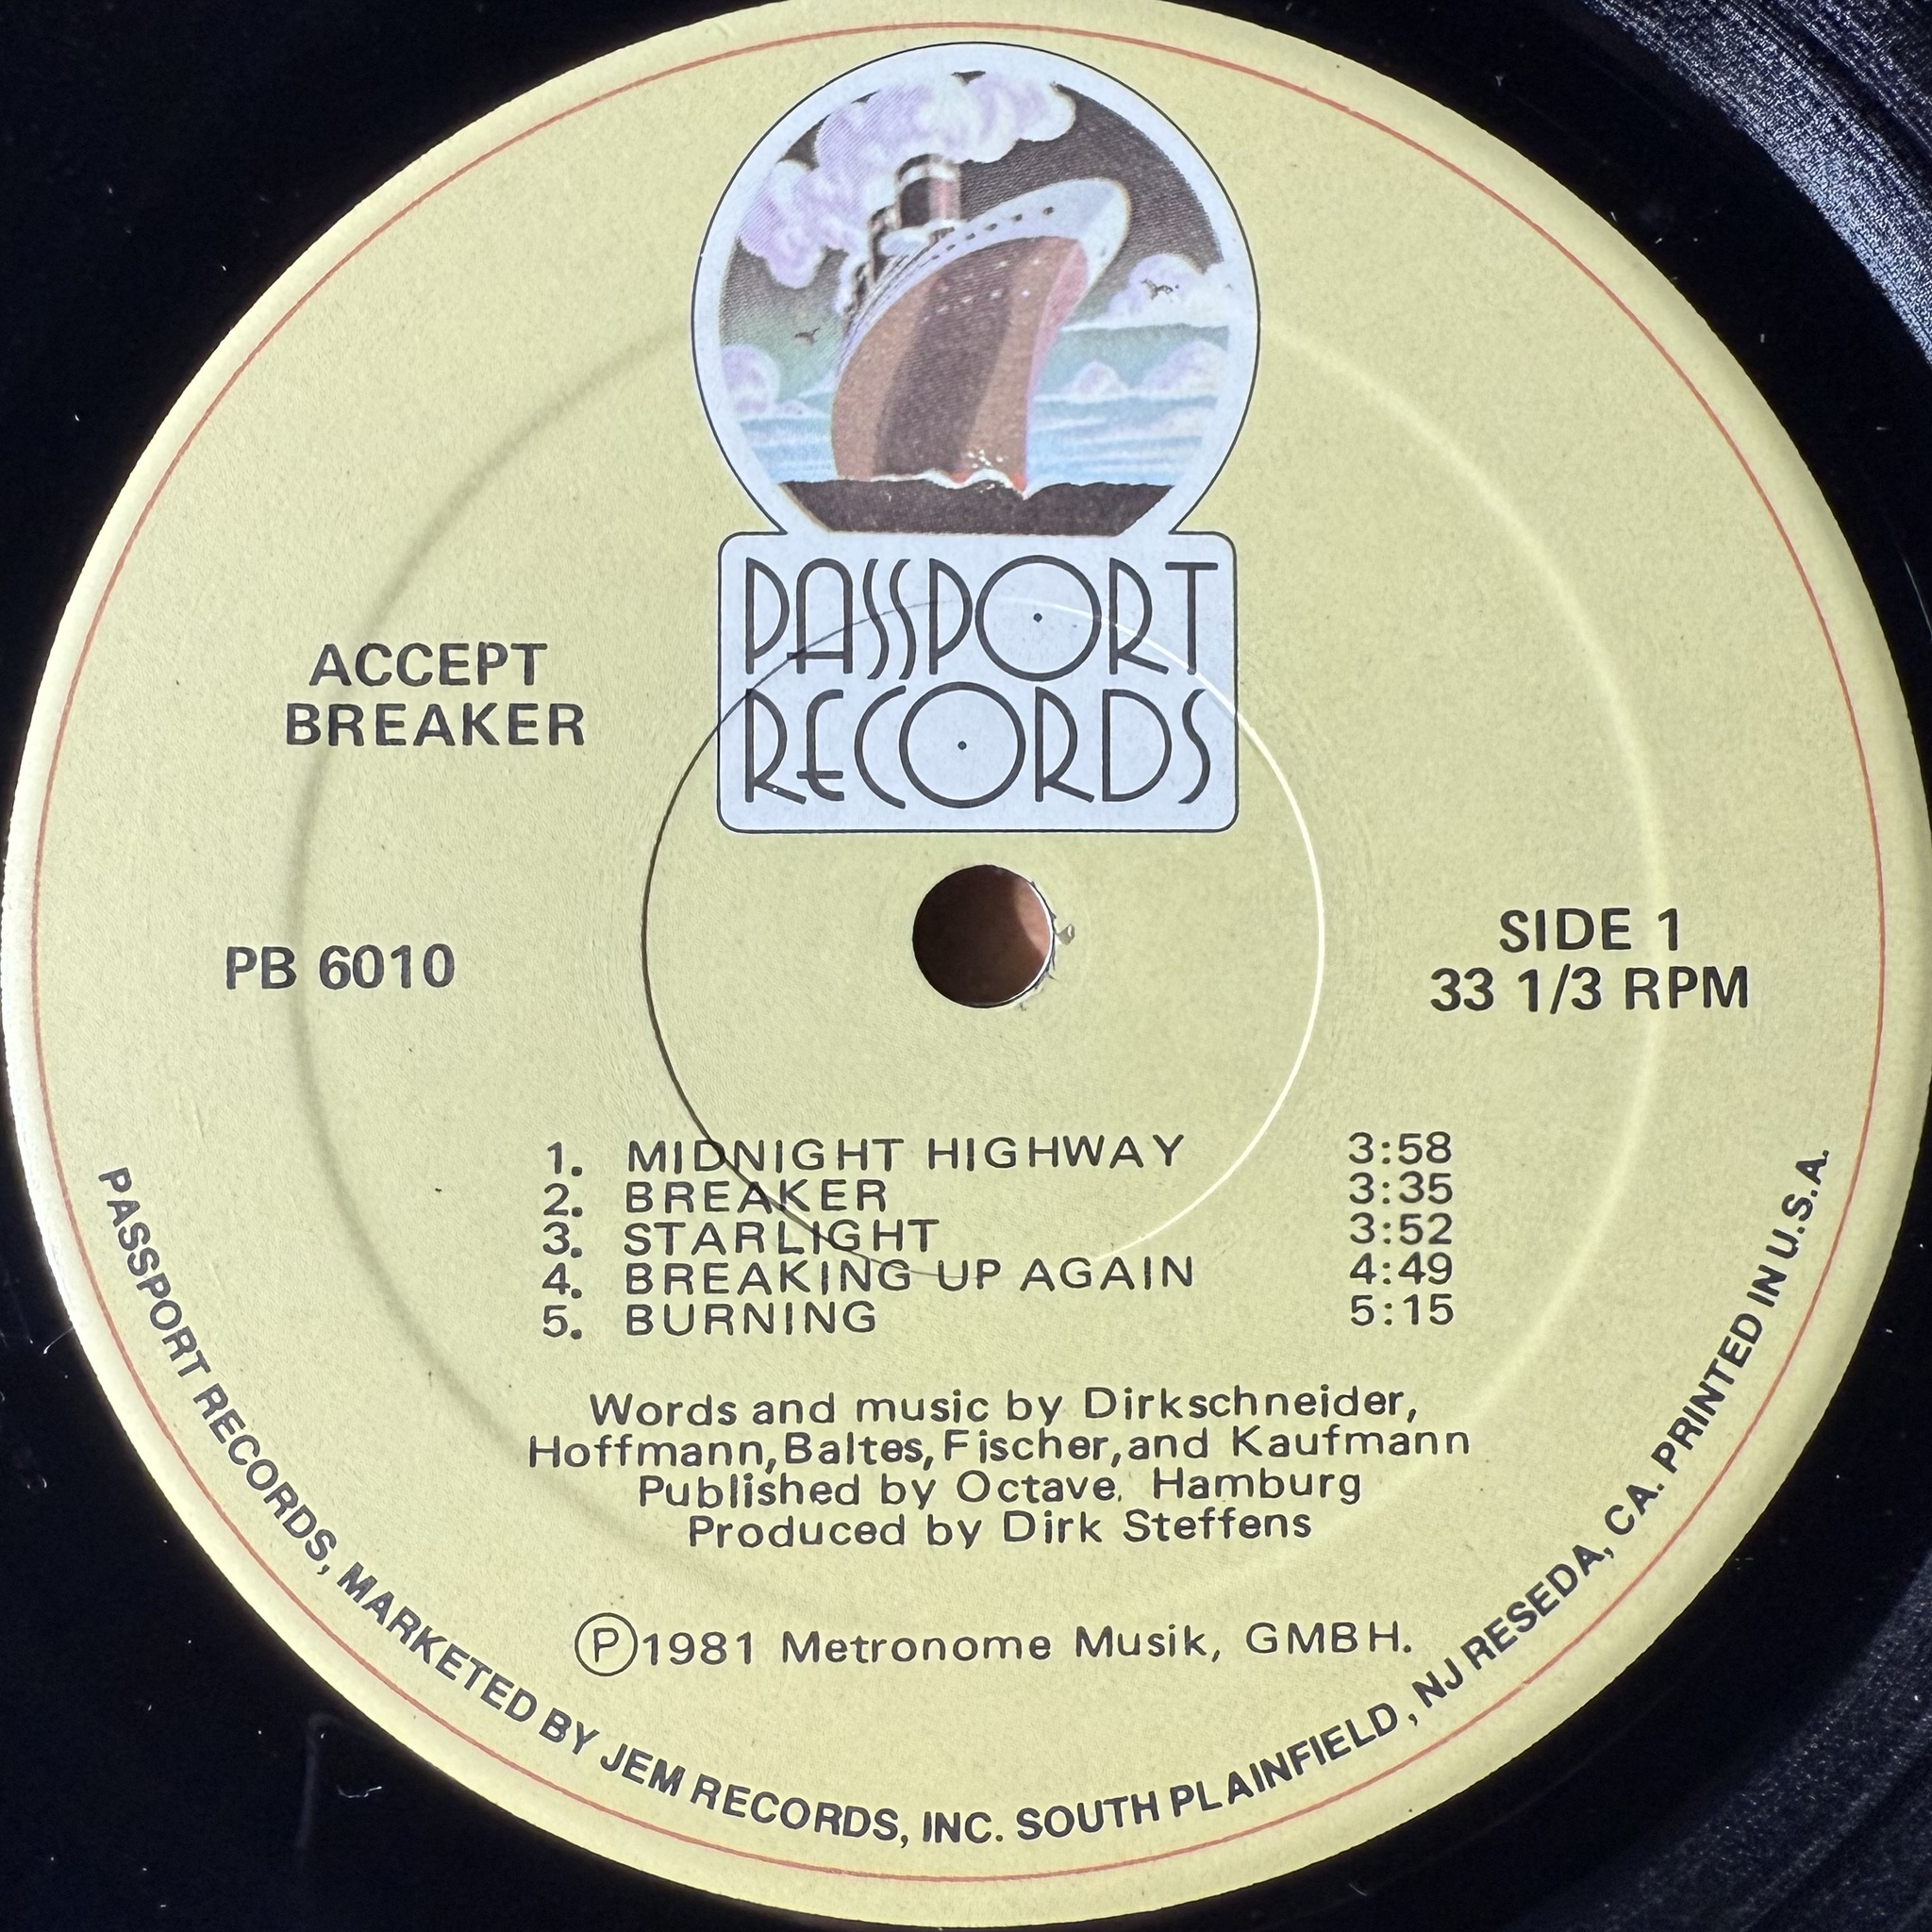 PASSPORT
RECORDS
ACCEPT
BREAKER
PB 6010
SIDE 1
33 1/3 RPM
1. MIDNIGHT HIGHWAY 3:58
2. BREAKER 3:35
3. STARLIGHT 3:52
4. BREAKING UP AGAIN 4:49
5. BURNING 5:15
Words and music by Dirkschneider,
Hoffmann, Baltes, Fischer, and Kaufmann
Published by Octave, Hamburg
Produced by Dirk Steffens
Ⓟ1981 Metronome Musik, GMBH.
PASSPORT RECORDS, MARKETED BY JEM RECORDS, INC. SOUTH PLAINFIELD, NJ RESEDA, CA. PRINTED IN U.S.A.